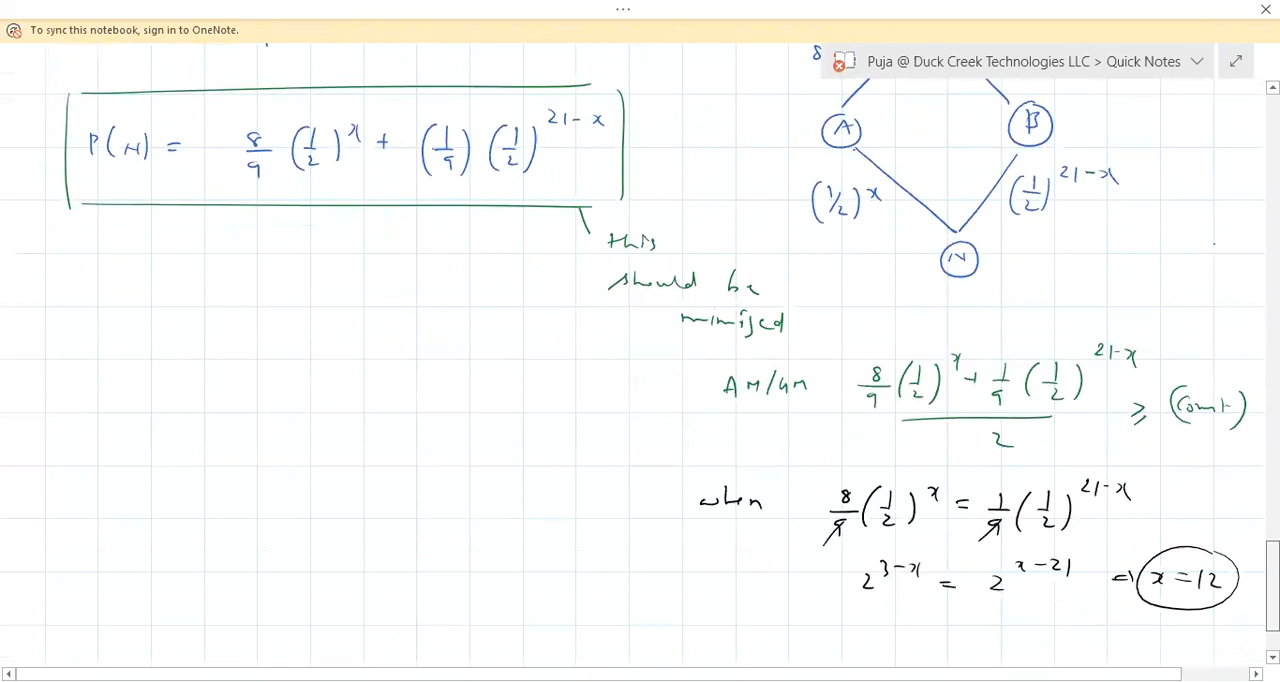 To sync this notebook, sign in to OneNote.
Puja @ Duck Creek Technologies LLC > Quick Notes
8
P(N) = 8/9 (1/2)^x + (1/9) (1/2)^21-x
A
B
(1/2)^x
(1/2)^21-x
N
this
should be
minimised
AM/GM
8/9 (1/2)^x + 1/9 (1/2)^21-x / 2 ≥ (Const)
when 8/9 (1/2)^x = 1/9 (1/2)^21-x
2^3-x = 2^x-21 ⇒ x = 12